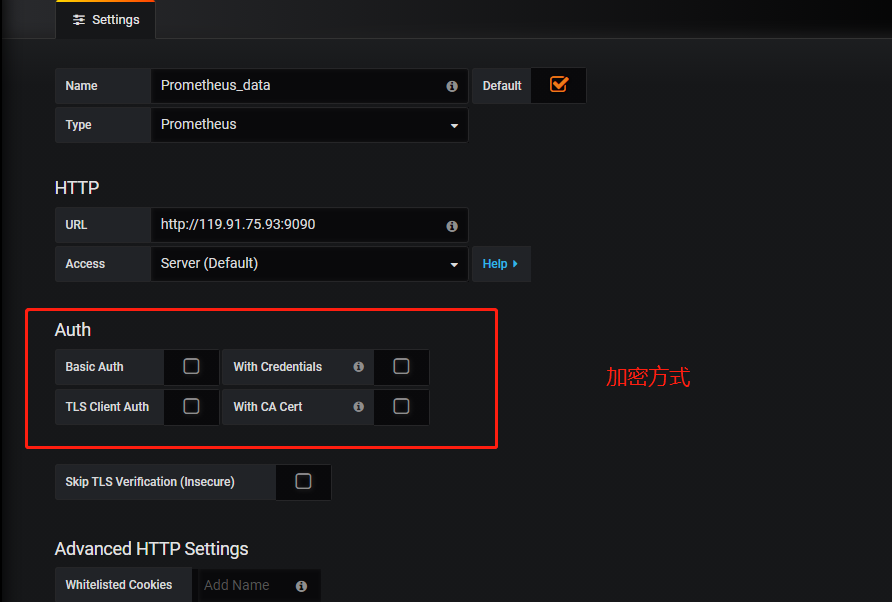 Settings
Name Prometheus_data Default
Type Prometheus
HTTP
URL http://119.91.75.93:9090
Access Server (Default) Help
Auth
Basic Auth With Credentials
加密方式
TLS Client Auth With CA Cert
Skip TLS Verification (Insecure)
Advanced HTTP Settings
Whitelisted Cookies Add Name